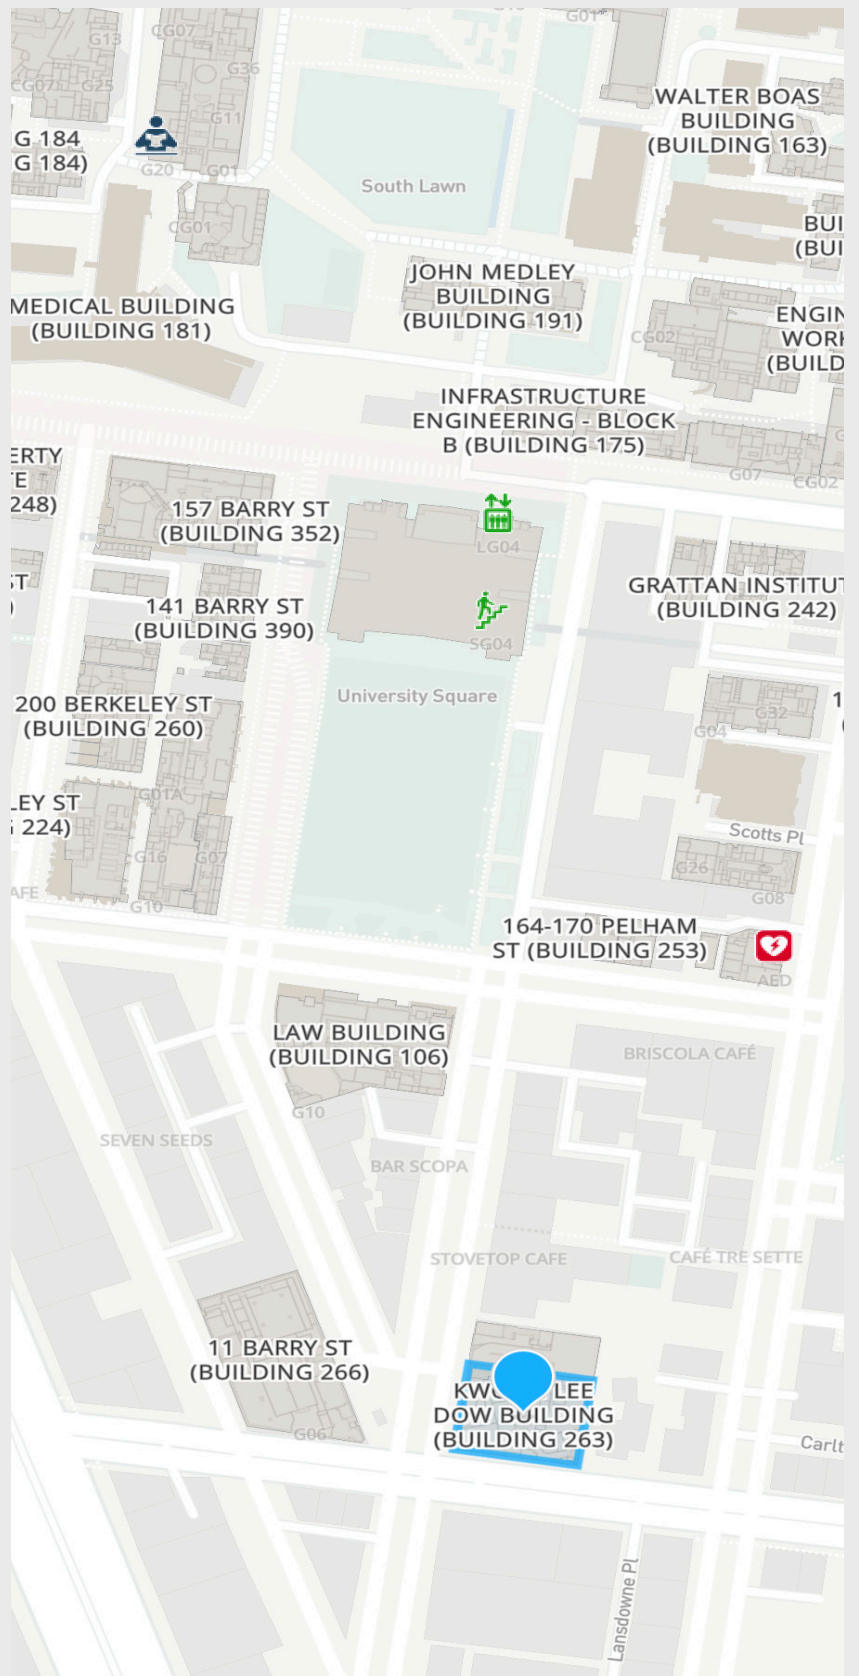 G01
G13
CG07
G36
CG07
G25
WALTER BOAS
BUILDING
(BUILDING 163)
G11
G 184
G 184)
G20
G01
South Lawn
CG01
BUI
(BUI
JOHN MEDLEY
BUILDING
(BUILDING 191)
MEDICAL BUILDING
(BUILDING 181)
ENGIN
WORK
(BUILD
CG02
INFRASTRUCTURE
ENGINEERING - BLOCK
B (BUILDING 175)
ERTY
TE
248)
G07
CG02
157 BARRY ST
(BUILDING 352)
LG04
ST
)
GRATTAN INSTITUT
(BUILDING 242)
141 BARRY ST
(BUILDING 390)
SG04
University Square
200 BERKELEY ST
(BUILDING 260)
G32
1
(
G04
LEY ST
G 224)
G01A
Scotts Pl
G16
G07
G26
G08
AFE
G10
164-170 PELHAM
ST (BUILDING 253)
AED
LAW BUILDING
(BUILDING 106)
BRISCOLA CAFÉ
G10
SEVEN SEEDS
BAR SCOPA
STOVETOP CAFE
CAFÉ TRE SETTE
11 BARRY ST
(BUILDING 266)
LEE
DOW BUILDING
(BUILDING 263)
G06
Carlt
Lansdowne Pl